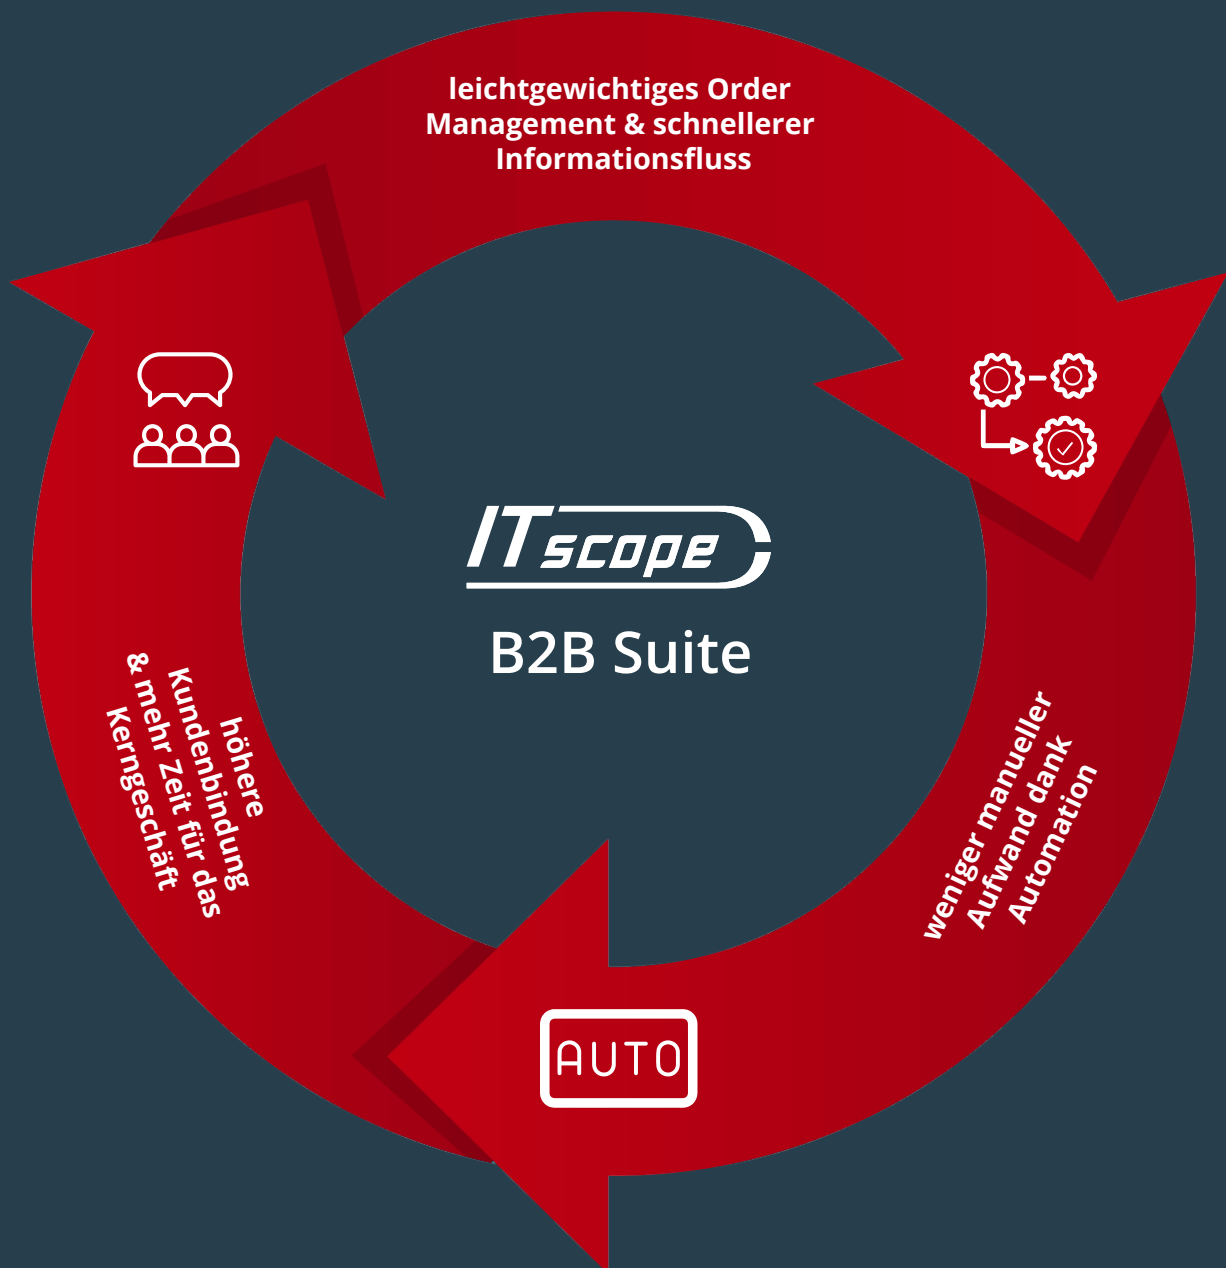 leichtgewichtiges Order
Management & schnellerer
Informationsfluss
ITscope
B2B Suite
weniger manueller
Aufwand dank
Automation
AUTO
höhere
Kundenbindung
& mehr Zeit für das
Kerngeschäft